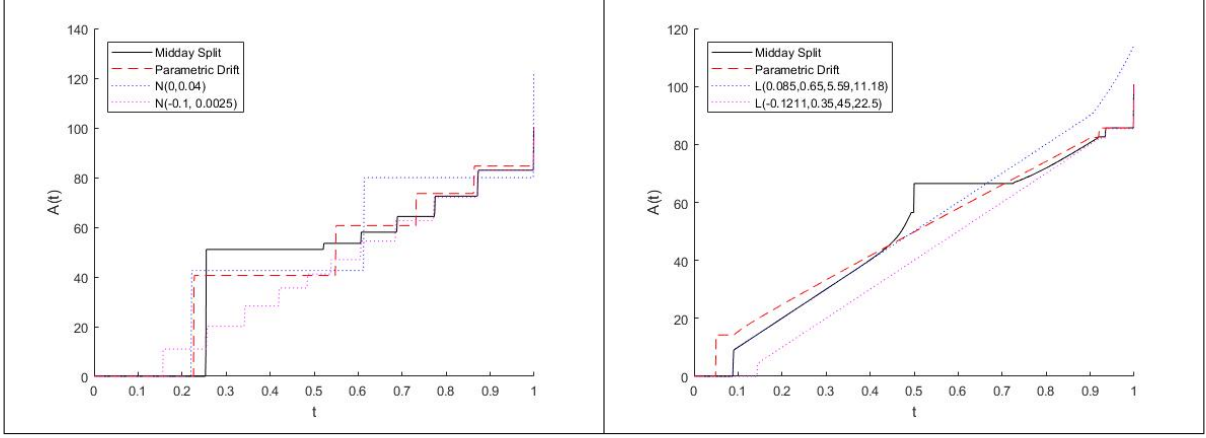 140
120
100
80
60
40
20
0
A(t)
Midday Split
Parametric Drift
N(0,0.04)
N(-0.1, 0.0025)
0 0.1 0.2 0.3 0.4 0.5 0.6 0.7 0.8 0.9 1
t
120
100
80
60
40
20
0
A(t)
Midday Split
Parametric Drift
L(0.085,0.65,5.59,11.18)
L(-0.1211,0.35,45,22.5)
0 0.1 0.2 0.3 0.4 0.5 0.6 0.7 0.8 0.9 1
t